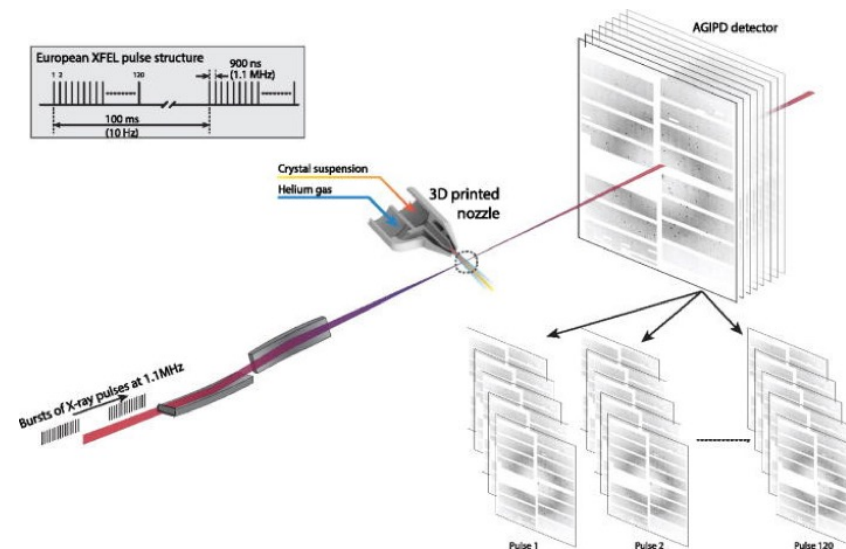 AGIPD detector
European XFEL pulse structure
900 ns
(1.1 MHz)
1 2
120
100 ms
(10 Hz)
Crystal suspension
Helium gas
3D printed
nozzle
Bursts of X-ray pulses at 1.1MHz
Pulse 1
Pulse 2
Pulse 120